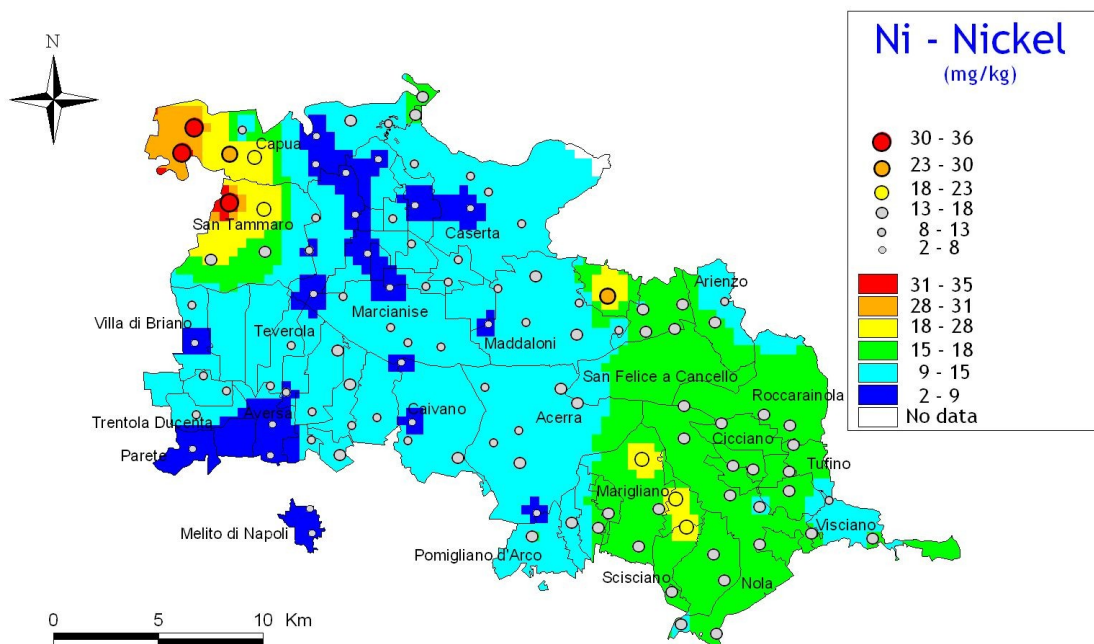 Ni - Nickel
(mg/kg)
30 - 36
23 - 30
18 - 23
13 - 18
8 - 13
2 - 8
31 - 35
28 - 31
18 - 28
15 - 18
9 - 15
2 - 9
No data
N
Capua
San Tammaro
Caserta
Arienzo
Villa di Briano
Teverola
Marcianise
Maddaloni
San Felice a Cancello
Roccarainola
Trentola Ducenta
Aversa
Caivano
Acerra
Cicciano
Parete
Tufino
Marigliano
Visciano
Melito di Napoli
Pomigliano d'Arco
Scisciano
Nola
0 5 10 Km